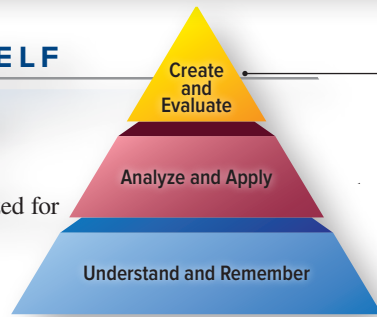 ELF
Create
and
Evaluate
Analyze and Apply
ed for
Understand and Remember